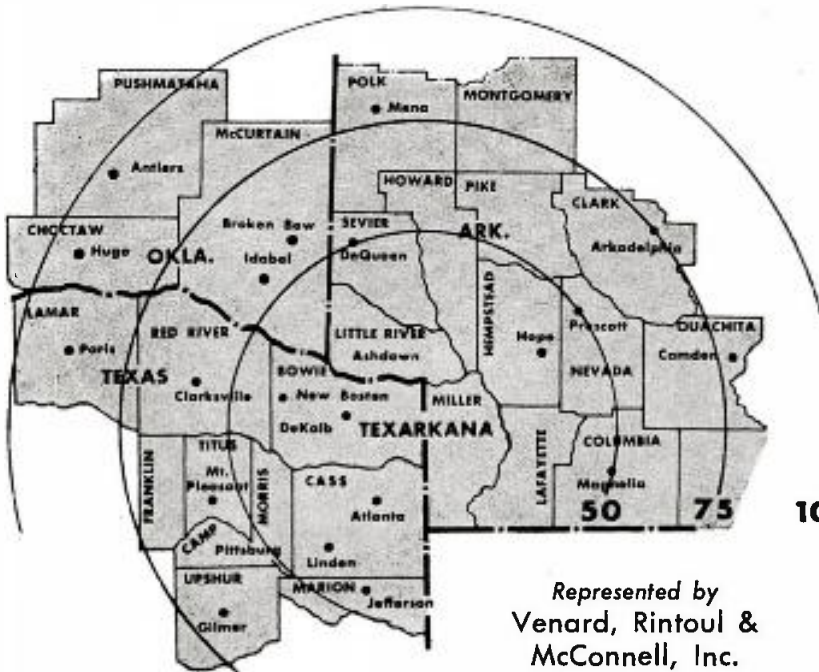 PUSHMATAHA
POLK
Mena
MONTGOMERY
McCURTAIN
Antlers
HOWARD
PIKE
CLARK
CHOCTAW
Hugo
OKLA.
Broken Bow
Idabel
SEVIER
DeQueen
ARK.
Arkadelphia
LAMAR
Paris
TEXAS
RED RIVER
Clarksville
LITTLE RIVER
Ashdown
HEMPSTEAD
Hope
Prescott
NEVADA
OUACHITA
Camden
BOWIE
New Boston
DeKalb
TEXARKANA
MILLER
LAFAYETTE
COLUMBIA
Magnolia
FRANKLIN
TITUS
Mt.
Pleasant
MORRIS
CASS
Atlanta
Linden
50
75
10
CAMP
Pittsburg
UPSHUR
Gilmer
MARION
Jefferson
Represented by
Venard, Rintoul &
McConnell, Inc.